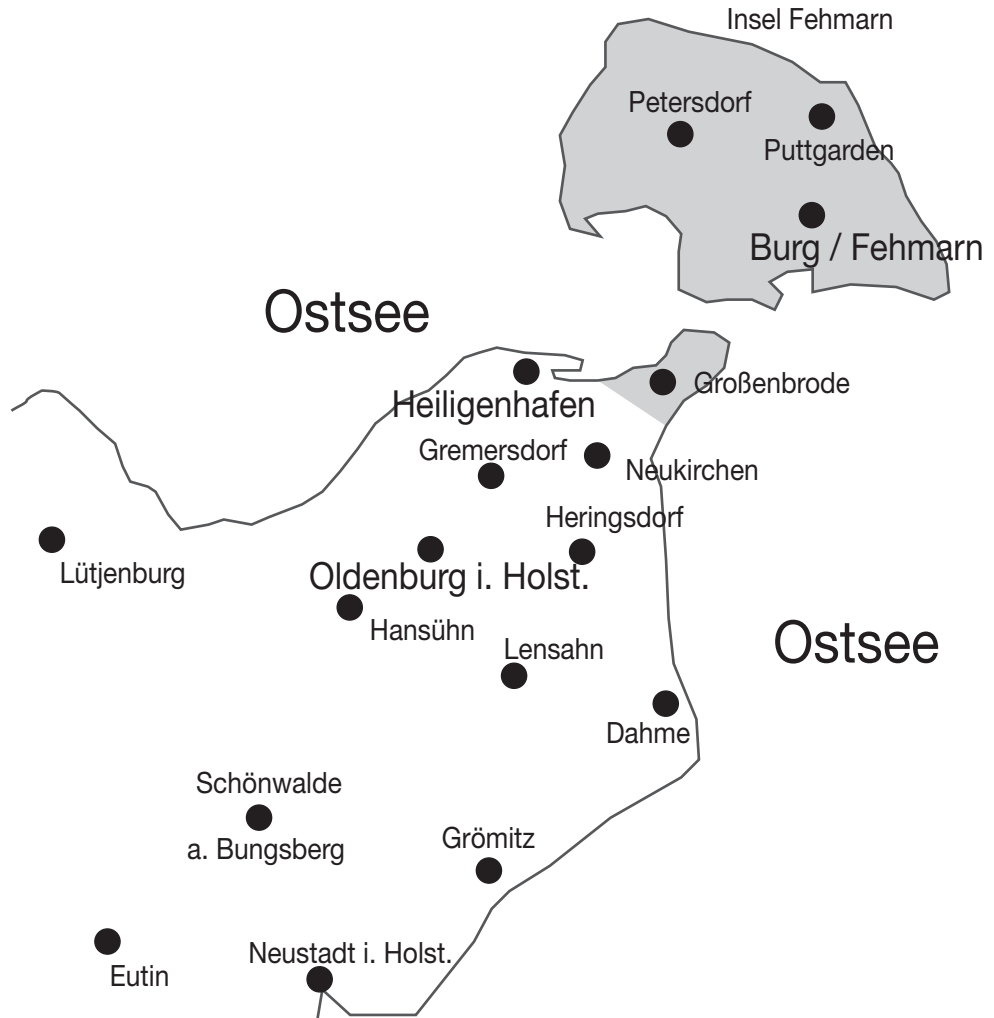 Insel Fehmarn
Petersdorf
Puttgarden
Burg / Fehmarn
Ostsee
Großenbrode
Heiligenhafen
Gremersdorf
Neukirchen
Heringsdorf
Lütjenburg
Oldenburg i. Holst.
Hansühn
Lensahn
Ostsee
Dahme
Schönwalde
a. Bungsberg
Grömitz
Neustadt i. Holst.
Eutin